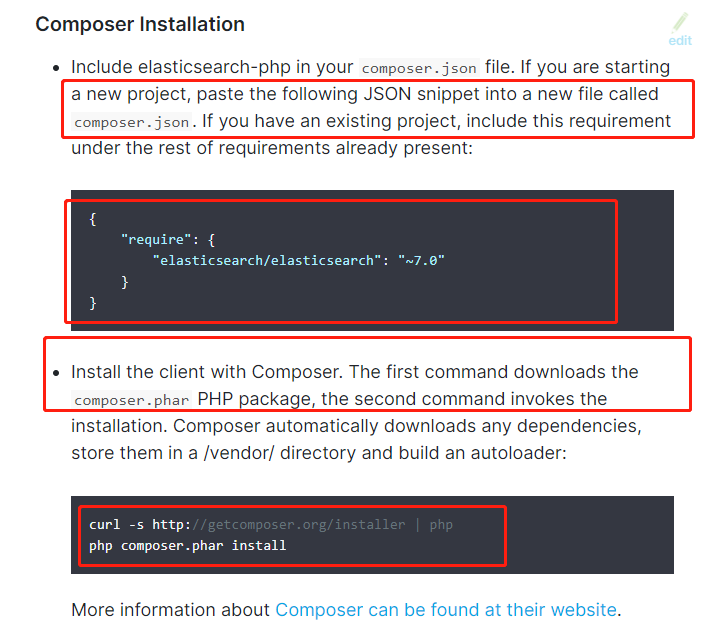 Composer Installation
edit
Include elasticsearch-php in your composer.json file. If you are starting
a new project, paste the following JSON snippet into a new file called
composer.json. If you have an existing project, include this requirement
under the rest of requirements already present:
{
"require": {
"elasticsearch/elasticsearch": "~7.0"
}
}
Install the client with Composer. The first command downloads the
composer.phar PHP package, the second command invokes the
installation. Composer automatically downloads any dependencies,
store them in a /vendor/ directory and build an autoloader:
curl -s http://getcomposer.org/installer | php
php composer.phar install
More information about Composer can be found at their website.